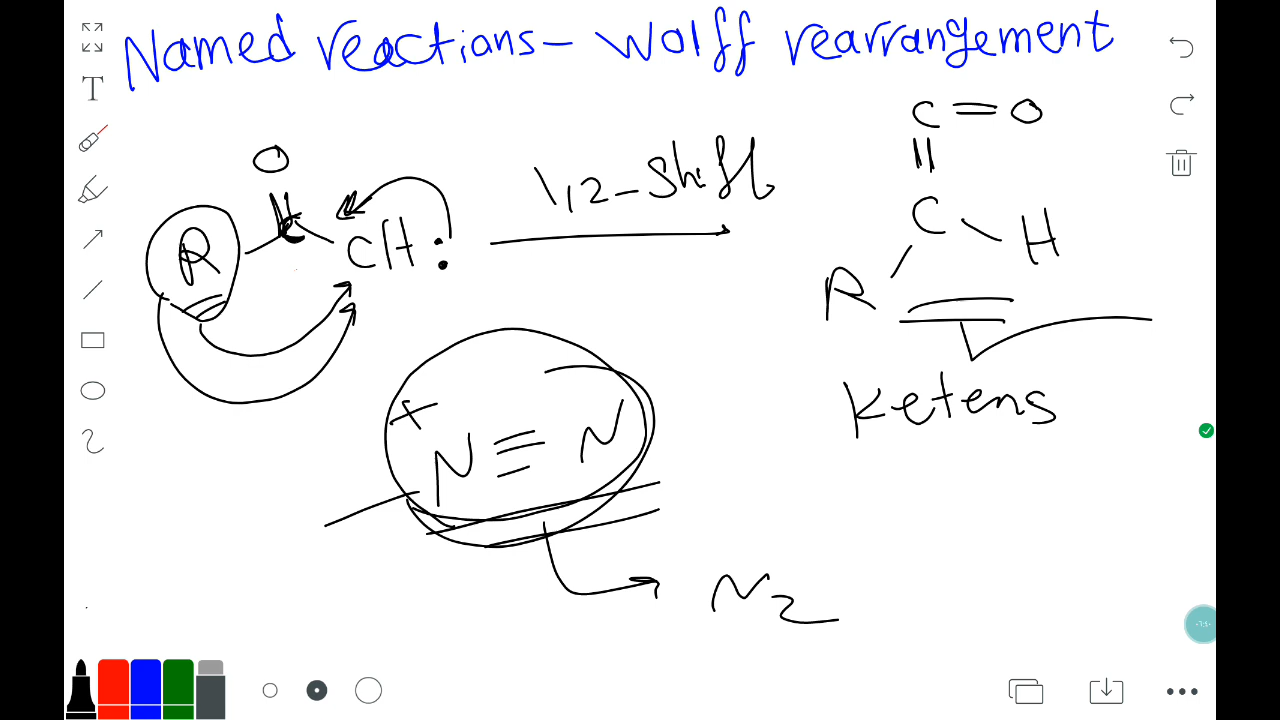 Named reactions - Wolff rearrangement
C=O
O
||
1,2-Shift
||
R C CH:
C H
R
Ketens
+
N≡N
N2
T